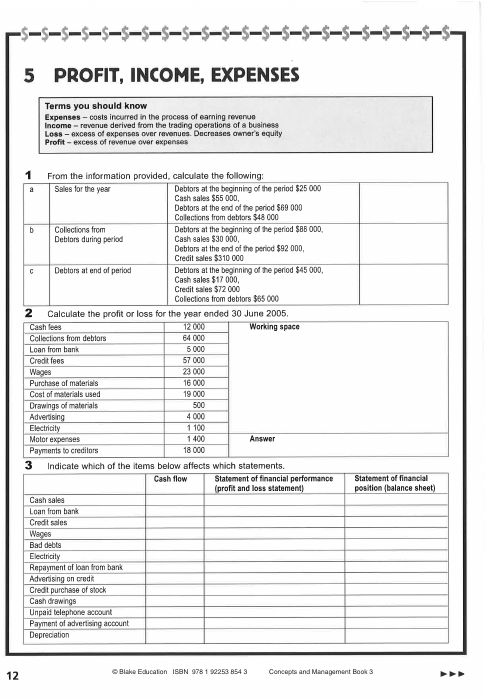 5 PROFIT, INCOME, EXPENSES
Terms you should know
Expenses – costs incurred in the process of earning revenue
Income – revenue derived from the trading operations of a business
Loss – excess of expenses over revenues. Decreases owner's equity
Profit – excess of revenue over expenses
1 From the information provided, calculate the following:
a Sales for the year
Debtors at the beginning of the period $25 000
Cash sales $55 000,
Debtors at the end of the period $69 000
Collections from debtors $48 000
b Collections from
Debtors during period
Debtors at the beginning of the period $88 000,
Cash sales $30 000,
Debtors at the end of the period $92 000,
Credit sales $310 000
c Debtors at end of period
Debtors at the beginning of the period $45 000,
Cash sales $17 000,
Credit sales $72 000
Collections from debtors $65 000
2 Calculate the profit or loss for the year ended 30 June 2005.
Cash fees 12 000 Working space
Collections from debtors 64 000
Loan from bank 5 000
Credit fees 57 000
Wages 23 000
Purchase of materials 16 000
Cost of materials used 19 000
Drawings of materials 500
Advertising 4 000
Electricity 1 100
Motor expenses 1 400 Answer
Payments to creditors 18 000
3 Indicate which of the items below affects which statements.
Cash flow Statement of financial performance Statement of financial
(profit and loss statement) position (balance sheet)
Cash sales
Loan from bank
Credit sales
Wages
Bad debts
Electricity
Repayment of loan from bank
Advertising on credit
Credit purchase of stock
Cash drawings
Unpaid telephone account
Payment of advertising account
Depreciation
12 © Blake Education ISBN 978 1 92253 854 3 Concepts and Management Book 3